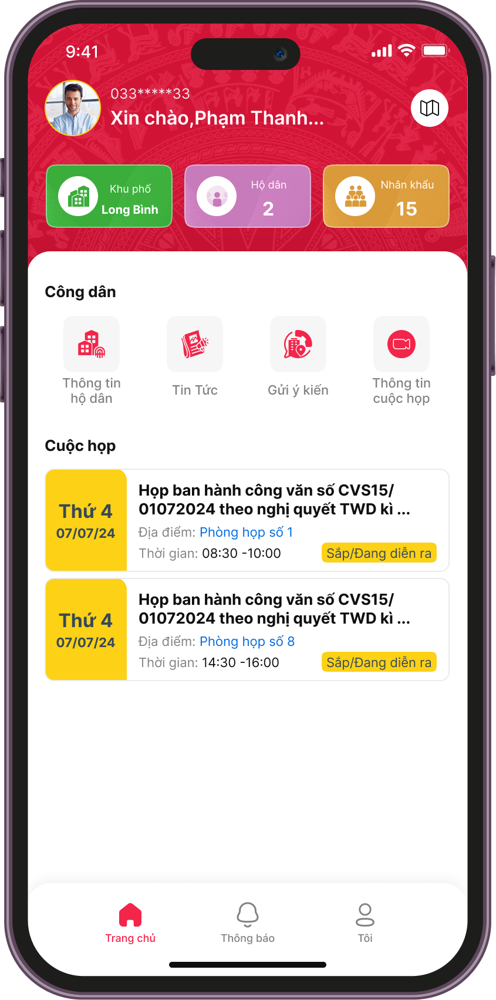 9:41
033*****33
Xin chào,Phạm Thanh...
Khu phố
Long Bình
Hộ dân
2
Nhân khẩu
15
Công dân
Thông tin
hộ dân
Tin Tức
Gửi ý kiến
Thông tin
cuộc họp
Cuộc họp
Thứ 4
07/07/24
Họp ban hành công văn số CVS15/
01072024 theo nghị quyết TWD kì ...
Địa điểm: Phòng họp số 1
Thời gian: 08:30 -10:00
Sắp/Đang diễn ra
Thứ 4
07/07/24
Họp ban hành công văn số CVS15/
01072024 theo nghị quyết TWD kì ...
Địa điểm: Phòng họp số 8
Thời gian: 14:30 -16:00
Sắp/Đang diễn ra
Trang chủ
Thông báo
Tôi